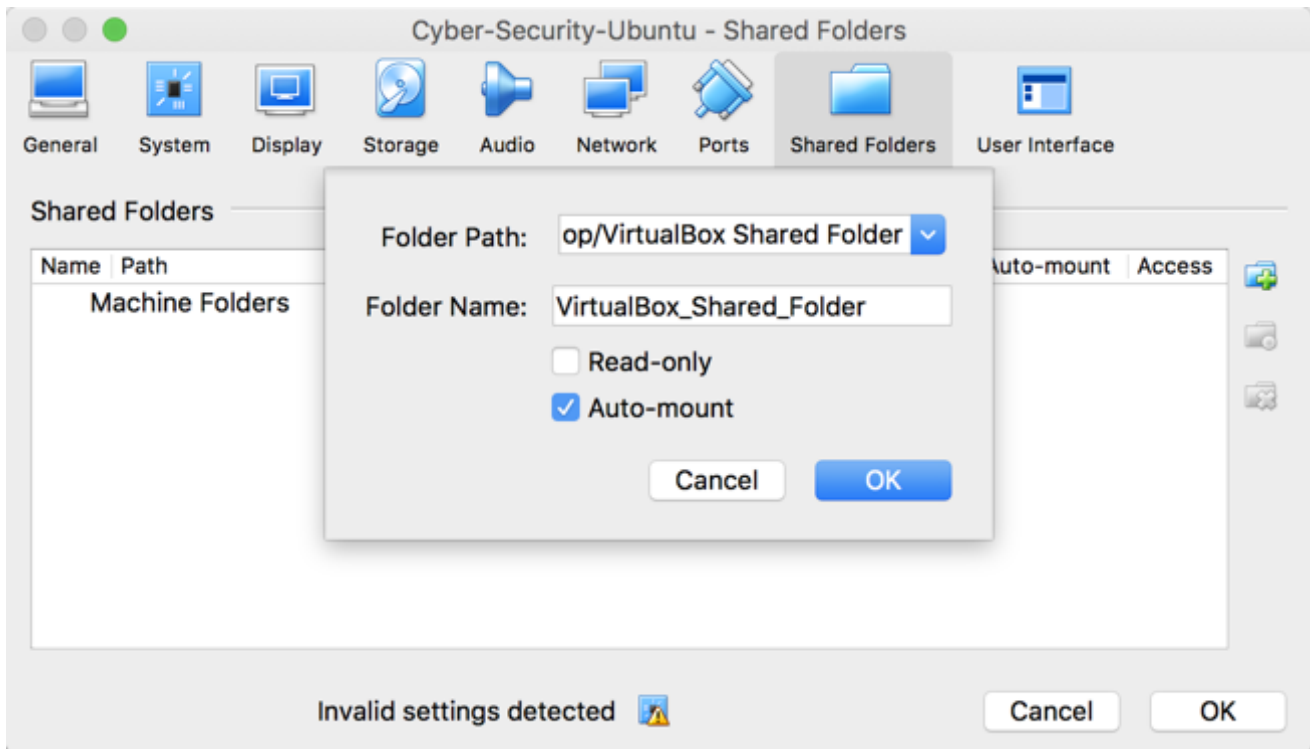 Cyber-Security-Ubuntu - Shared Folders
General System Display Storage Audio Network Ports Shared Folders User Interface
Shared Folders
Folder Path: op/VirtualBox Shared Folder
Name Path Auto-mount Access
Machine Folders
Folder Name: VirtualBox_Shared_Folder
Read-only
Auto-mount
Cancel OK
Invalid settings detected Cancel OK